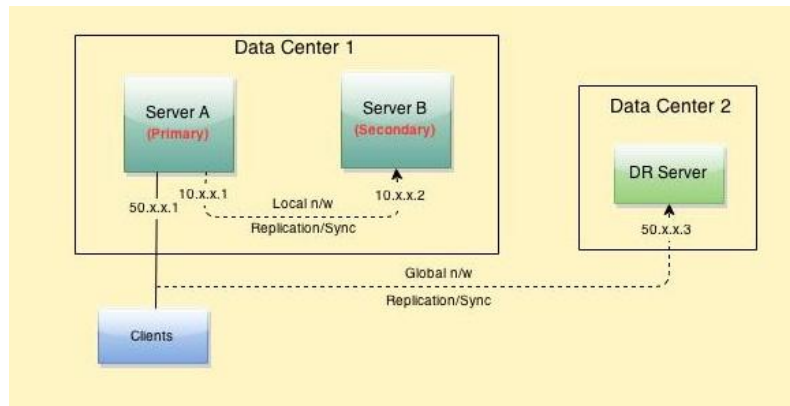 Data Center 1
Server A
(Primary)
Server B
(Secondary)
Data Center 2
DR Server
50.x.x.1
10.x.x.1
Local n/w
Replication/Sync
10.x.x.2
50.x.x.3
Global n/w
Replication/Sync
Clients